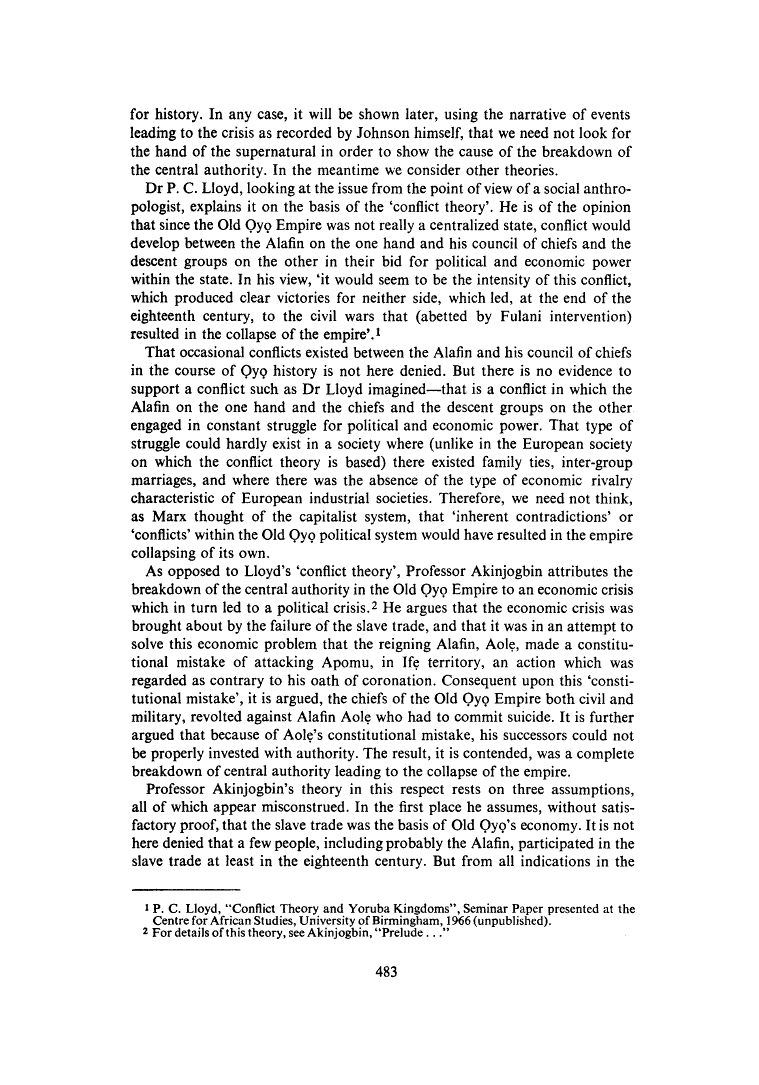 for history. In any case, it will be shown later, using the narrative of events
leading to the crisis as recorded by Johnson himself, that we need not look for
the hand of the supernatural in order to show the cause of the breakdown of
the central authority. In the meantime we consider other theories.
Dr P. C. Lloyd, looking at the issue from the point of view of a social anthro-
pologist, explains it on the basis of the ‘conflict theory’. He is of the opinion
that since the Old Ọyọ Empire was not really a centralized state, conflict would
develop between the Alafin on the one hand and his council of chiefs and the
descent groups on the other in their bid for political and economic power
within the state. In his view, ‘it would seem to be the intensity of this conflict,
which produced clear victories for neither side, which led, at the end of the
eighteenth century, to the civil wars that (abetted by Fulani intervention)
resulted in the collapse of the empire’.1
That occasional conflicts existed between the Alafin and his council of chiefs
in the course of Ọyọ history is not here denied. But there is no evidence to
support a conflict such as Dr Lloyd imagined—that is a conflict in which the
Alafin on the one hand and the chiefs and the descent groups on the other
engaged in constant struggle for political and economic power. That type of
struggle could hardly exist in a society where (unlike in the European society
on which the conflict theory is based) there existed family ties, inter-group
marriages, and where there was the absence of the type of economic rivalry
characteristic of European industrial societies. Therefore, we need not think,
as Marx thought of the capitalist system, that ‘inherent contradictions’ or
‘conflicts’ within the Old Ọyọ political system would have resulted in the empire
collapsing of its own.
As opposed to Lloyd’s ‘conflict theory’, Professor Akinjogbin attributes the
breakdown of the central authority in the Old Ọyọ Empire to an economic crisis
which in turn led to a political crisis.2 He argues that the economic crisis was
brought about by the failure of the slave trade, and that it was in an attempt to
solve this economic problem that the reigning Alafin, Aolẹ, made a constitu-
tional mistake of attacking Apomu, in Ifẹ territory, an action which was
regarded as contrary to his oath of coronation. Consequent upon this ‘consti-
tutional mistake’, it is argued, the chiefs of the Old Ọyọ Empire both civil and
military, revolted against Alafin Aolẹ who had to commit suicide. It is further
argued that because of Aolẹ’s constitutional mistake, his successors could not
be properly invested with authority. The result, it is contended, was a complete
breakdown of central authority leading to the collapse of the empire.
Professor Akinjogbin’s theory in this respect rests on three assumptions,
all of which appear misconstrued. In the first place he assumes, without satis-
factory proof, that the slave trade was the basis of Old Ọyọ’s economy. It is not
here denied that a few people, including probably the Alafin, participated in the
slave trade at least in the eighteenth century. But from all indications in the
1 P. C. Lloyd, “Conflict Theory and Yoruba Kingdoms”, Seminar Paper presented at the
Centre for African Studies, University of Birmingham, 1966 (unpublished).
2 For details of this theory, see Akinjogbin, “Prelude . . .”
483